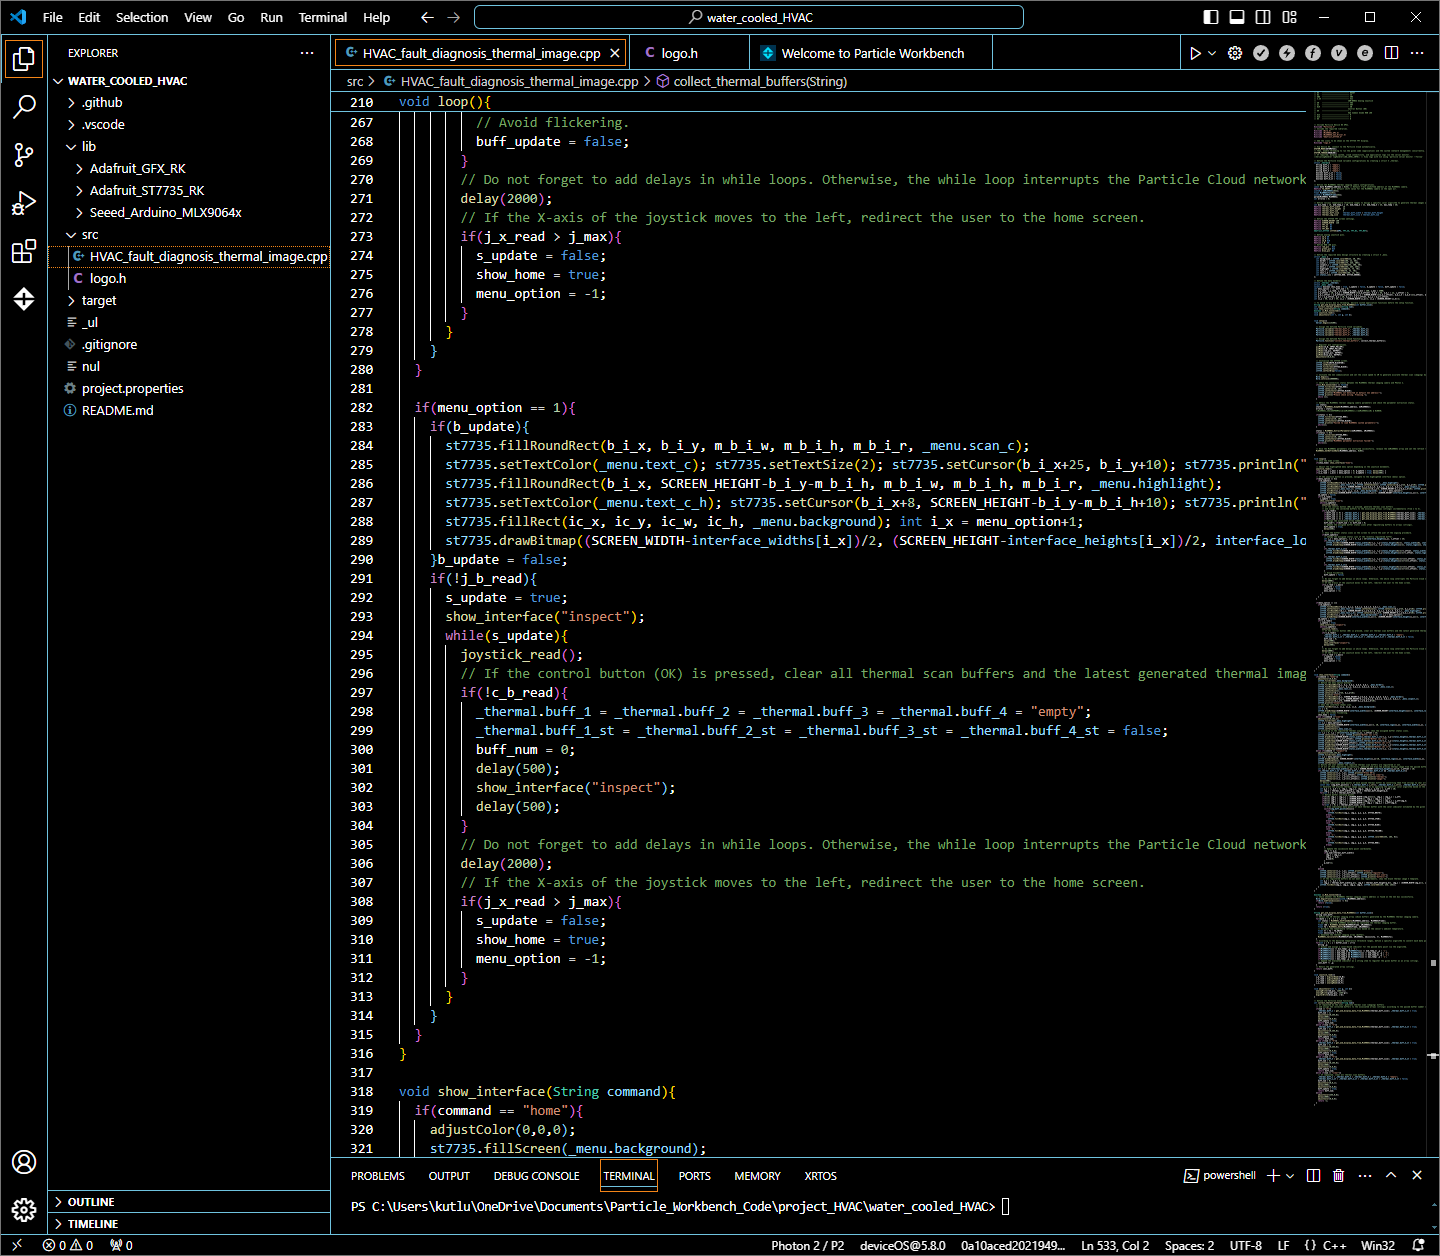 File Edit Selection View Go Run Terminal Help
water_cooled_HVAC
EXPLORER
WATER_COOLED_HVAC
.github
.vscode
lib
Adafruit_GFX_RK
Adafruit_ST7735_RK
Seeed_Arduino_MLX9064x
src
HVAC_fault_diagnosis_thermal_image.cpp
logo.h
target
_ul
.gitignore
nul
project.properties
README.md
OUTLINE
TIMELINE
HVAC_fault_diagnosis_thermal_image.cpp logo.h Welcome to Particle Workbench
src > HVAC_fault_diagnosis_thermal_image.cpp > collect_thermal_buffers(String)
210 void loop(){
267 // Avoid flickering.
268 buff_update = false;
269 }
270 // Do not forget to add delays in while loops. Otherwise, the while loop interrupts the Particle Cloud network
271 delay(2000);
272 // If the X-axis of the joystick moves to the left, redirect the user to the home screen.
273 if(j_x_read > j_max){
274 s_update = false;
275 show_home = true;
276 menu_option = -1;
277 }
278 }
279 }
280 }
281
282 if(menu_option == 1){
283 if(b_update){
284 st7735.fillRoundRect(b_i_x, b_i_y, m_b_i_w, m_b_i_h, m_b_i_r, _menu.scan_c);
285 st7735.setTextColor(_menu.text_c); st7735.setTextSize(2); st7735.setCursor(b_i_x+25, b_i_y+10); st7735.println("
286 st7735.fillRoundRect(b_i_x, SCREEN_HEIGHT-b_i_y-m_b_i_h, m_b_i_w, m_b_i_h, m_b_i_r, _menu.highlight);
287 st7735.setTextColor(_menu.text_c_h); st7735.setCursor(b_i_x+8, SCREEN_HEIGHT-b_i_y-m_b_i_h+10); st7735.println("
288 st7735.fillRect(ic_x, ic_y, ic_w, ic_h, _menu.background); int i_x = menu_option+1;
289 st7735.drawBitmap((SCREEN_WIDTH-interface_widths[i_x])/2, (SCREEN_HEIGHT-interface_heights[i_x])/2, interface_lo
290 }b_update = false;
291 if(!j_b_read){
292 s_update = true;
293 show_interface("inspect");
294 while(s_update){
295 joystick_read();
296 // If the control button (OK) is pressed, clear all thermal scan buffers and the latest generated thermal imag
297 if(!c_b_read){
298 _thermal.buff_1 = _thermal.buff_2 = _thermal.buff_3 = _thermal.buff_4 = "empty";
299 _thermal.buff_1_st = _thermal.buff_2_st = _thermal.buff_3_st = _thermal.buff_4_st = false;
300 buff_num = 0;
301 delay(500);
302 show_interface("inspect");
303 delay(500);
304 }
305 // Do not forget to add delays in while loops. Otherwise, the while loop interrupts the Particle Cloud network
306 delay(2000);
307 // If the X-axis of the joystick moves to the left, redirect the user to the home screen.
308 if(j_x_read > j_max){
309 s_update = false;
310 show_home = true;
311 menu_option = -1;
312 }
313 }
314 }
315 }
316 }
317
318 void show_interface(String command){
319 if(command == "home"){
320 adjustColor(0,0,0);
321 st7735.fillScreen(_menu.background);
PROBLEMS OUTPUT DEBUG CONSOLE TERMINAL PORTS MEMORY XRTOS
powershell
PS C:\Users\kutlu\OneDrive\Documents\Particle_Workbench_Code\project_HVAC\water_cooled_HVAC>
0 0 0 Photon 2 / P2 deviceOS@5.8.0 0a10aced2021949... Ln 533, Col 2 Spaces: 2 UTF-8 LF {} C++ Win32